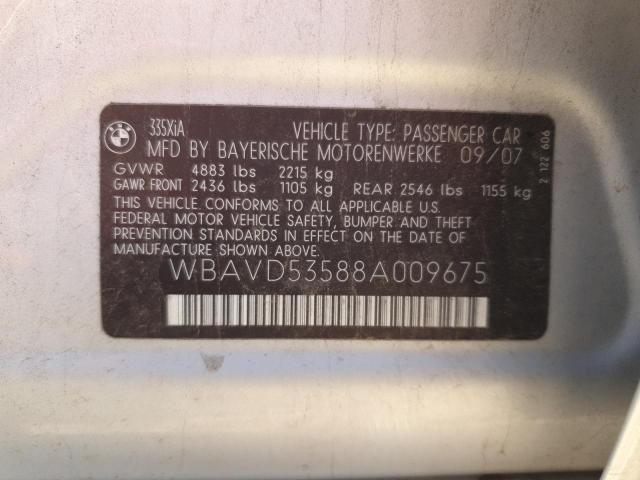 335XiA VEHICLE TYPE: PASSENGER CAR
MFD BY BAYERISCHE MOTORENWERKE 09/07
GVWR 4883 lbs 2215 kg
GAWR FRONT 2436 lbs 1105 kg REAR 2546 lbs 1155 kg
THIS VEHICLE CONFORMS TO ALL APPLICABLE U.S.
FEDERAL MOTOR VEHICLE SAFETY, BUMPER AND THEFT
PREVENTION STANDARDS IN EFFECT ON THE DATE OF
MANUFACTURE SHOWN ABOVE.
WBAVD53588A009675
2 122 606